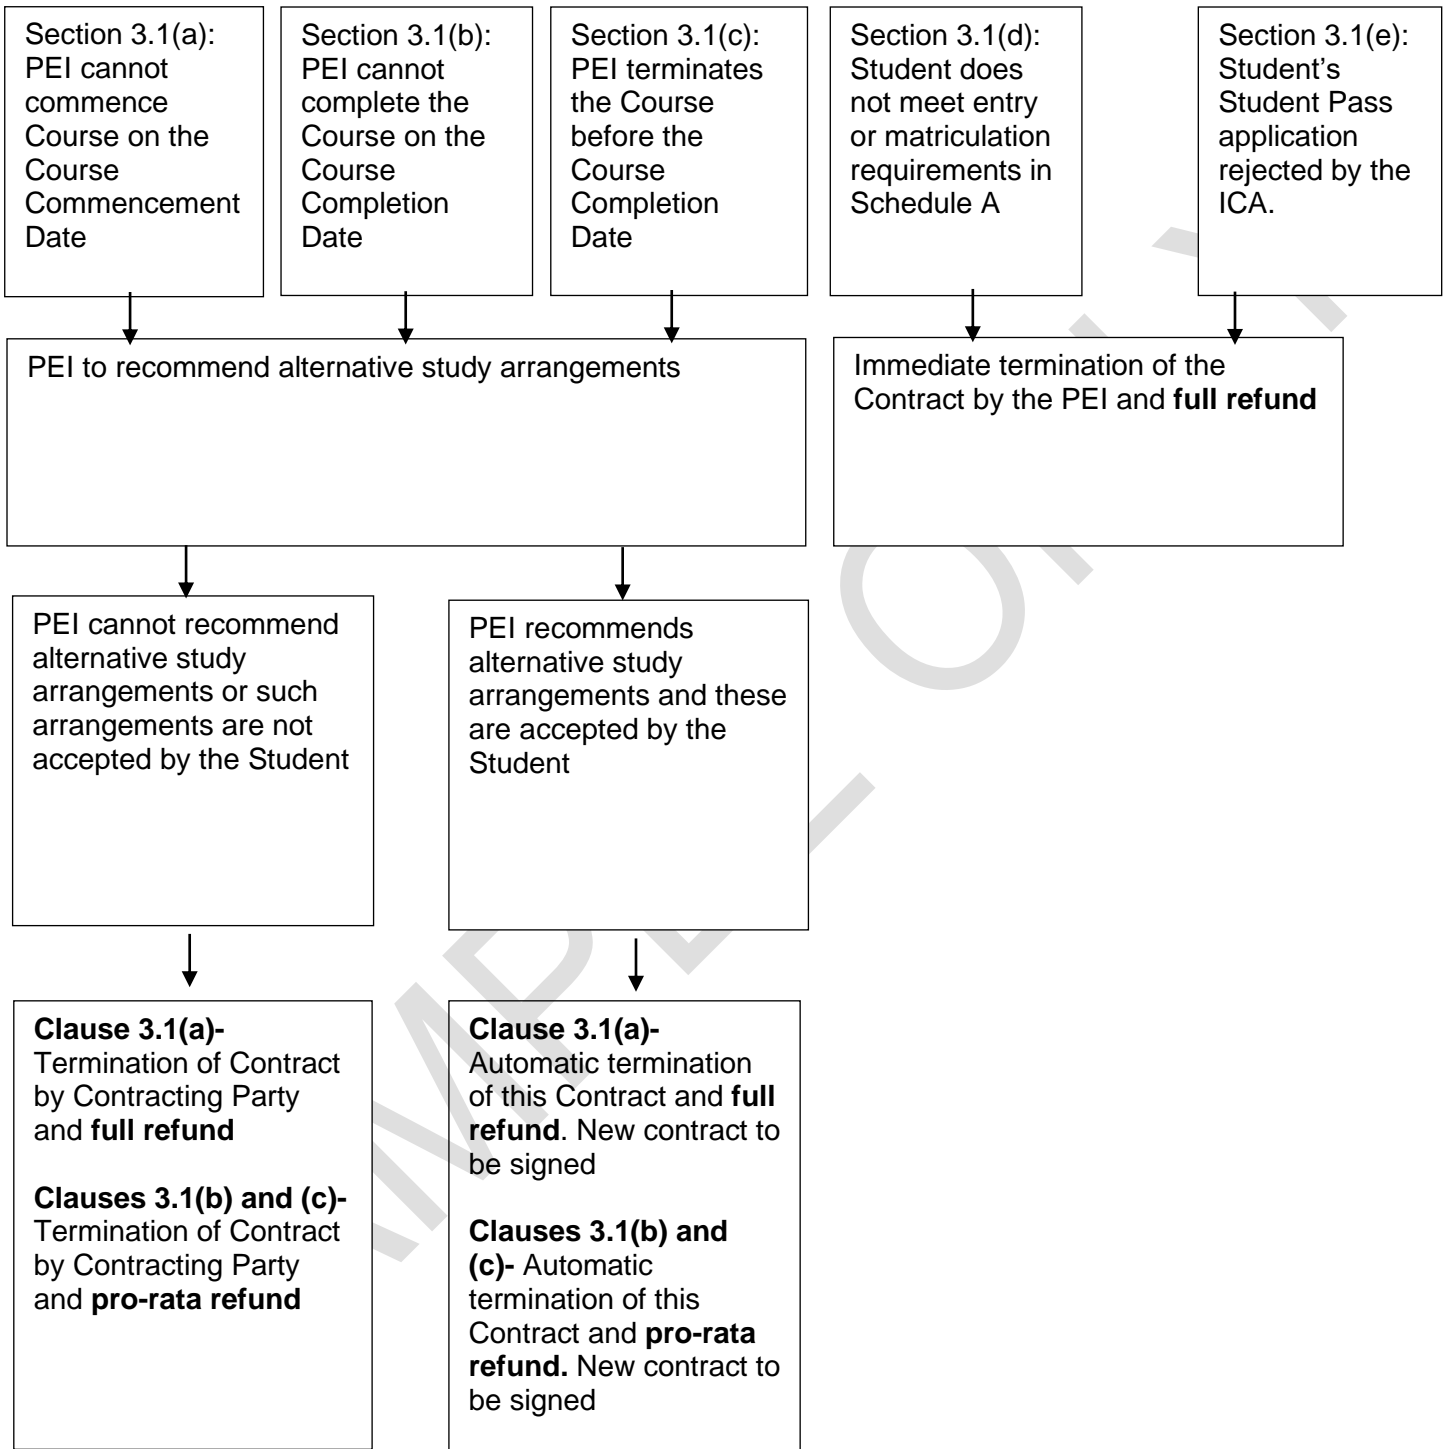 Section 3.1(a):
PEI cannot
commence
Course on the
Course
Commencement
Date
Section 3.1(b):
PEI cannot
complete the
Course on the
Course
Completion
Date
Section 3.1(c):
PEI terminates
the Course
before the
Course
Completion
Date
Section 3.1(d):
Student does
not meet entry
or matriculation
requirements in
Schedule A
Section 3.1(e):
Student’s
Student Pass
application
rejected by the
ICA.
PEI to recommend alternative study arrangements
Immediate termination of the
Contract by the PEI and full refund
PEI cannot recommend
alternative study
arrangements or such
arrangements are not
accepted by the Student
PEI recommends
alternative study
arrangements and these
are accepted by the
Student
Clause 3.1(a)-
Termination of Contract
by Contracting Party
and full refund
Clauses 3.1(b) and (c)-
Termination of Contract
by Contracting Party
and pro-rata refund
Clause 3.1(a)-
Automatic termination
of this Contract and full
refund. New contract to
be signed
Clauses 3.1(b) and
(c)- Automatic
termination of this
Contract and pro-rata
refund. New contract to
be signed